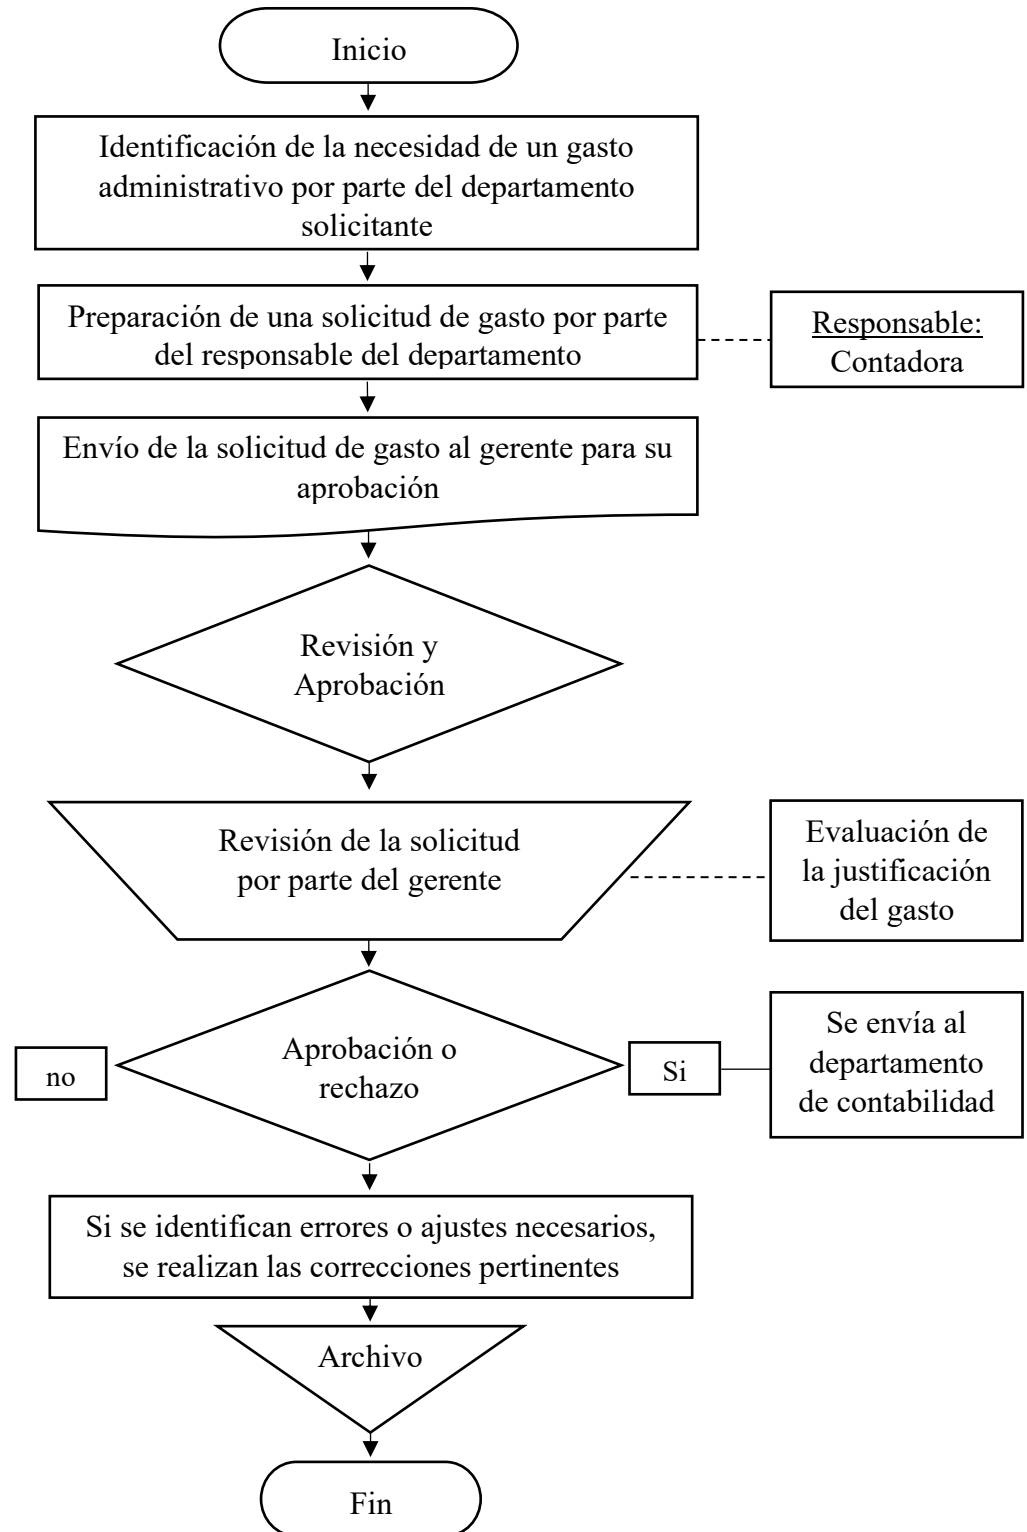 Inicio
Identificación de la necesidad de un gasto
administrativo por parte del departamento
solicitante
Preparación de una solicitud de gasto por parte
del responsable del departamento
Responsable:
Contadora
Envío de la solicitud de gasto al gerente para su
aprobación
Revisión y
Aprobación
Revisión de la solicitud
por parte del gerente
Evaluación de
la justificación
del gasto
no
Aprobación o
rechazo
Si
Se envía al
departamento
de contabilidad
Si se identifican errores o ajustes necesarios,
se realizan las correcciones pertinentes
Archivo
Fin